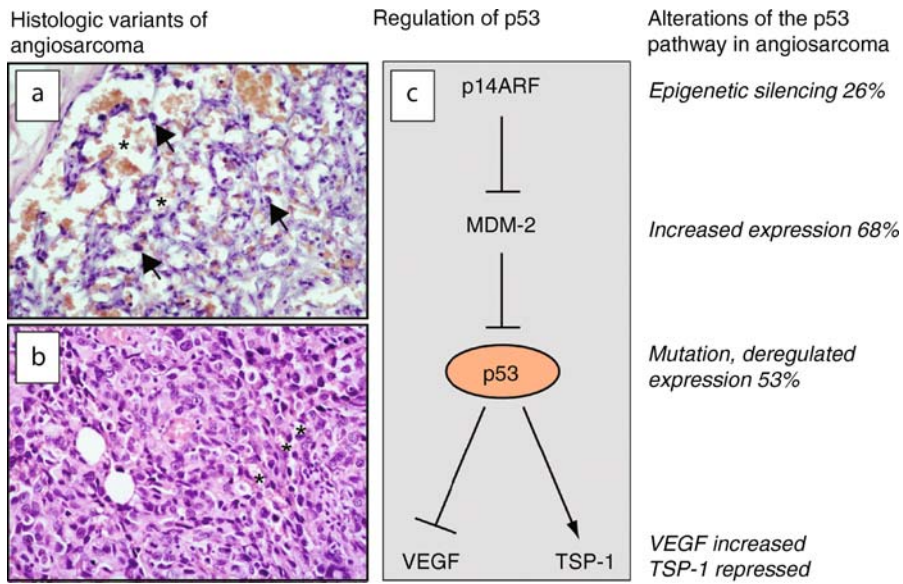 Histologic variants of
angiosarcoma
Regulation of p53
Alterations of the p53
pathway in angiosarcoma
a
*
*
b
*
*
*
c
p14ARF
MDM-2
p53
VEGF
TSP-1
Epigenetic silencing 26%
Increased expression 68%
Mutation, deregulated
expression 53%
VEGF increased
TSP-1 repressed